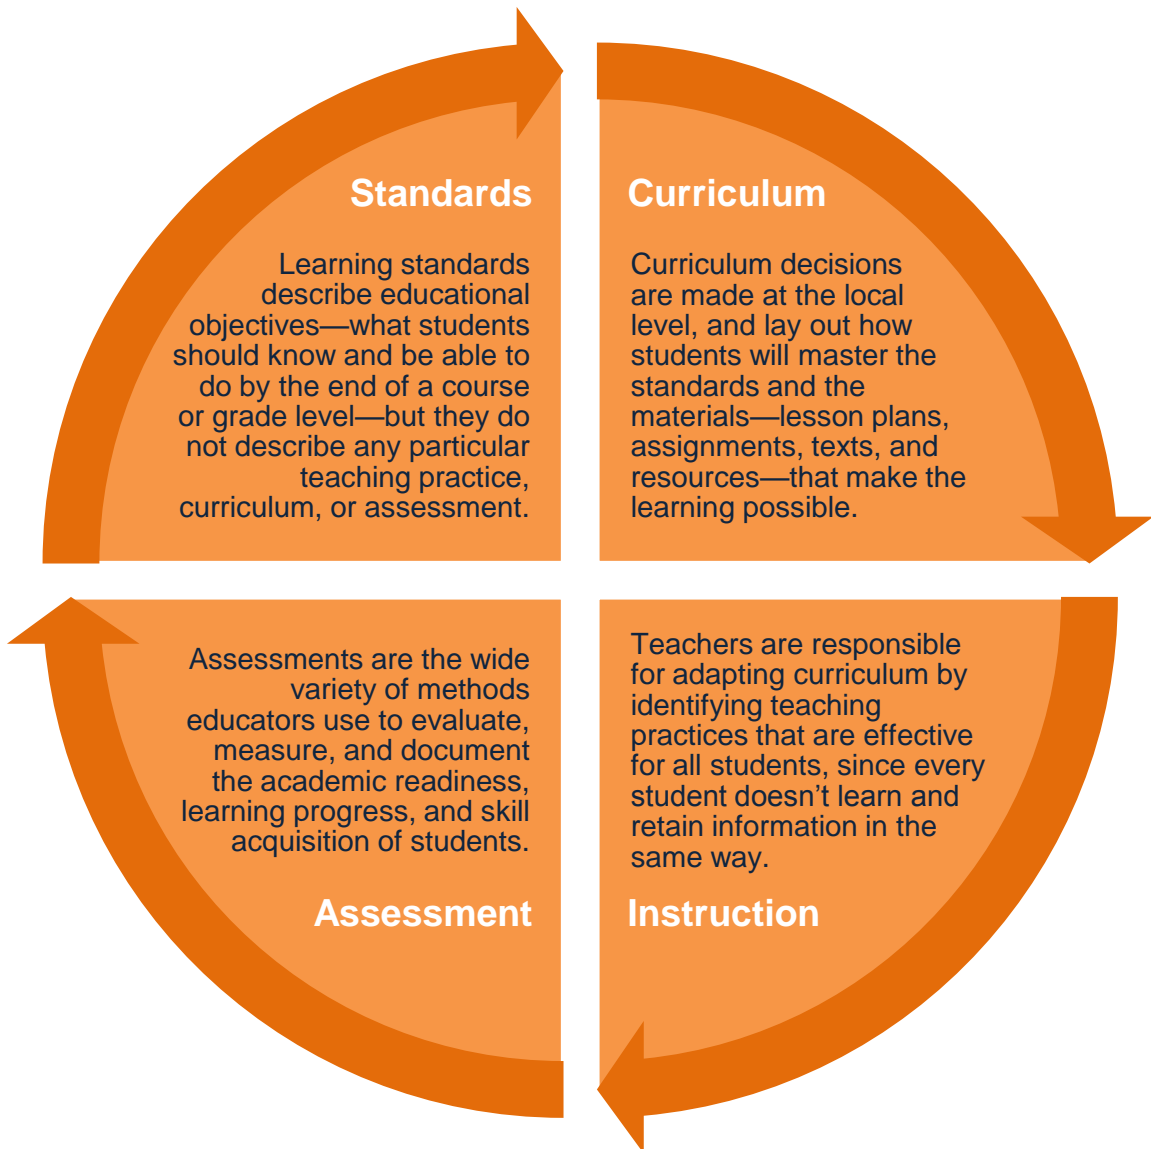 Standards
Learning standards
describe educational
objectives—what students
should know and be able to
do by the end of a course
or grade level—but they do
not describe any particular
teaching practice,
curriculum, or assessment.
Curriculum
Curriculum decisions
are made at the local
level, and lay out how
students will master the
standards and the
materials—lesson plans,
assignments, texts, and
resources—that make the
learning possible.
Teachers are responsible
for adapting curriculum by
identifying teaching
practices that are effective
for all students, since every
student doesn’t learn and
retain information in the
same way.
Instruction
Assessments are the wide
variety of methods
educators use to evaluate,
measure, and document
the academic readiness,
learning progress, and skill
acquisition of students.
Assessment